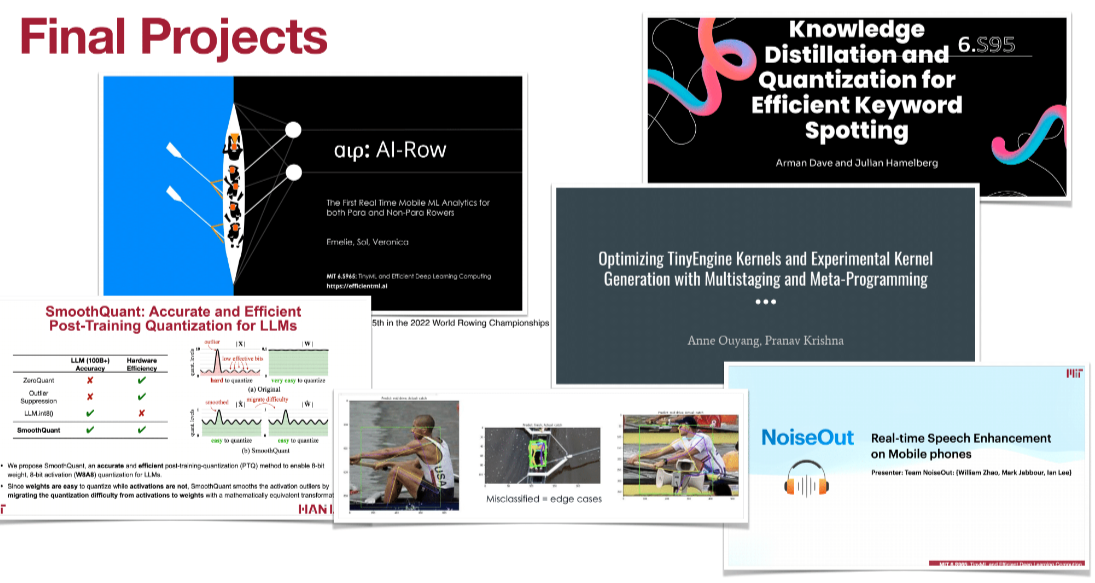 Final Projects
Knowledge
Distillation and
Quantization for
Efficient Keyword
Spotting
6.S95
Arman Dave and Julian Hamelberg
αιρ: AI-Row
The First Real Time Mobile ML Analytics for
both Para and Non-Para Rowers
Emelie, Sol, Veronica
MIT 6.S965: TinyML and Efficient Deep Learning Computing
https://efficientml.ai
5th in the 2022 World Rowing Championships
Optimizing TinyEngine Kernels and Experimental Kernel
Generation with Multistaging and Meta-Programming
Anne Ouyang, Pranav Krishna
SmoothQuant: Accurate and Efficient
Post-Training Quantization for LLMs
LLM (100B+)
Accuracy
Hardware
Efficiency
ZeroQuant
✘
✔
Outlier
Suppression
✘
✔
LLM.int8()
✔
✘
SmoothQuant
✔
✔
outlier
|X|
|W|
low effective bits
hard to quantize
very easy to quantize
(a) Original
smoothed
|X̂|
migrate difficulty
|Ŵ|
easy to quantize
easy to quantize
(b) SmoothQuant
• We propose SmoothQuant, an accurate and efficient post-training-quantization (PTQ) method to enable 8-bit
weight, 8-bit activation (W8A8) quantization for LLMs.
• Since weights are easy to quantize while activations are not, SmoothQuant smooths the activation outliers by
migrating the quantization difficulty from activations to weights with a mathematically equivalent transformat
HAN
USA
Misclassified = edge cases
MIT
NoiseOut
Real-time Speech Enhancement
on Mobile phones
Presenter: Team NoiseOut: (William Zhao, Mark Jabbour, Ian Lee)
MIT 6.S965: TinyML and Efficient Deep Learning Computing